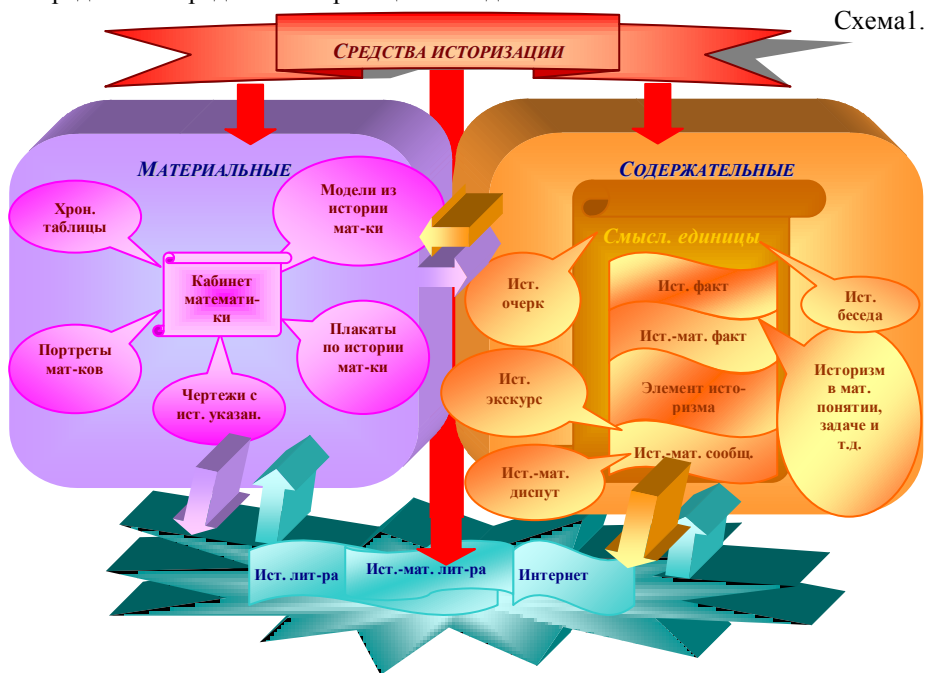 Схема1.
СРЕДСТВА ИСТОРИЗАЦИИ
МАТЕРИАЛЬНЫЕ
Хрон.
таблицы
Модели из
истории
мат-ки
Кабинет
математи-
ки
Портреты
мат-ков
Плакаты
по истории
мат-ки
Чертежи с
ист. указан.
СОДЕРЖАТЕЛЬНЫЕ
Смысл. единицы
Ист.
очерк
Ист. факт
Ист.
беседа
Ист.-мат. факт
Ист.
экскурс
Элемент исто-
ризма
Историзм
в мат.
понятии,
задаче и
т.д.
Ист.-мат. сообщ.
Ист.-мат.
диспут
Ист. лит-ра
Ист.-мат. лит-ра
Интернет